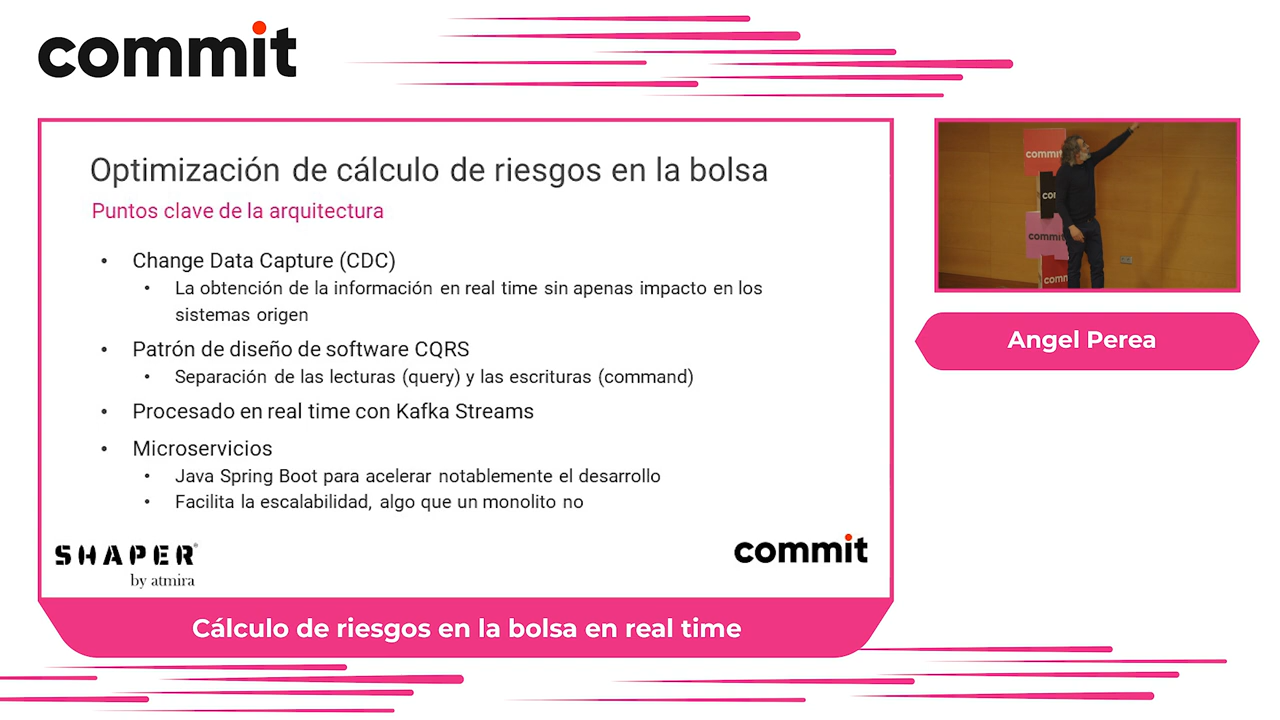 commit
Optimización de cálculo de riesgos en la bolsa
Puntos clave de la arquitectura
• Change Data Capture (CDC)
• La obtención de la información en real time sin apenas impacto en los
sistemas origen
• Patrón de diseño de software CQRS
• Separación de las lecturas (query) y las escrituras (command)
• Procesado en real time con Kafka Streams
• Microservicios
• Java Spring Boot para acelerar notablemente el desarrollo
• Facilita la escalabilidad, algo que un monolito no
SHAPER
by atmira
commit
Cálculo de riesgos en la bolsa en real time
commit
co
commit
comm
Angel Perea